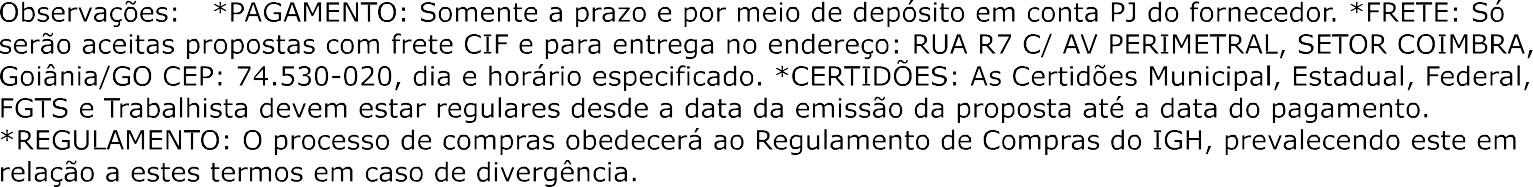 Observações:   *PAGAMENTO: Somente a prazo e por meio de depósito em conta PJ do fornecedor. *FRETE: Só
serão aceitas propostas com frete CIF e para entrega no endereço: RUA R7 C/ AV PERIMETRAL, SETOR COIMBRA,
Goiânia/GO CEP: 74.530-020, dia e horário especificado. *CERTIDÕES: As Certidões Municipal, Estadual, Federal,
FGTS e Trabalhista devem estar regulares desde a data da emissão da proposta até a data do pagamento.
*REGULAMENTO: O processo de compras obedecerá ao Regulamento de Compras do IGH, prevalecendo este em
relação a estes termos em caso de divergência.